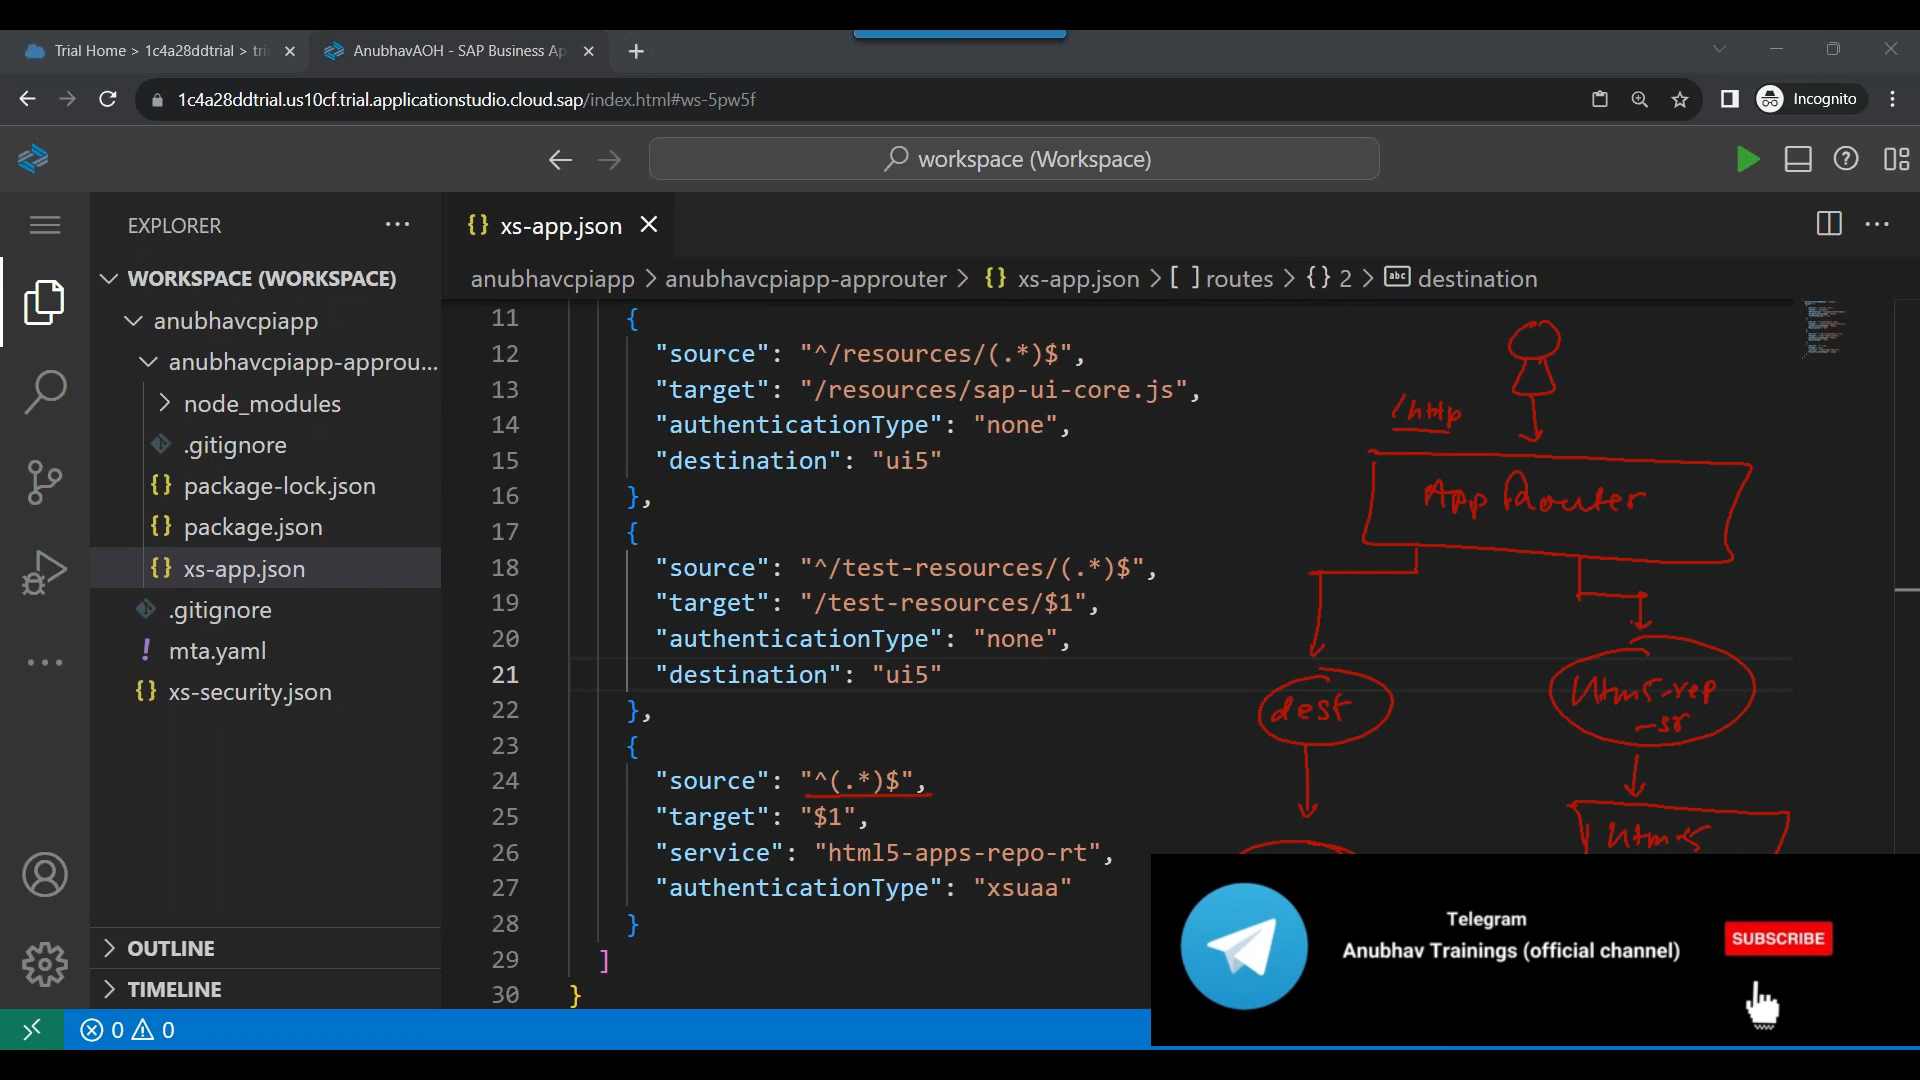 Trial Home > 1c4a28ddtrial > tri
AnubhavAOH - SAP Business Ap
1c4a28ddtrial.us10cf.trial.applicationstudio.cloud.sap/index.html#ws-5pw5f
Incognito
workspace (Workspace)
EXPLORER
WORKSPACE (WORKSPACE)
anubhavcpiapp
anubhavcpiapp-approu...
node_modules
.gitignore
package-lock.json
package.json
xs-app.json
.gitignore
mta.yaml
xs-security.json
OUTLINE
TIMELINE
0 0
xs-app.json
anubhavcpiapp > anubhavcpiapp-approuter > {} xs-app.json > [ ] routes > {} 2 > abc destination
11 {
12 "source": "^/resources/(.*)$",
13 "target": "/resources/sap-ui-core.js",
14 "authenticationType": "none",
15 "destination": "ui5"
16 },
17 {
18 "source": "^/test-resources/(.*)$",
19 "target": "/test-resources/$1",
20 "authenticationType": "none",
21 "destination": "ui5"
22 },
23 {
24 "source": "^(.*)$",
25 "target": "$1",
26 "service": "html5-apps-repo-rt",
27 "authenticationType": "xsuaa"
28 }
29 ]
30 }
/http
App Router
dest
Html5-rep
Html5
Telegram
Anubhav Trainings (official channel)
SUBSCRIBE